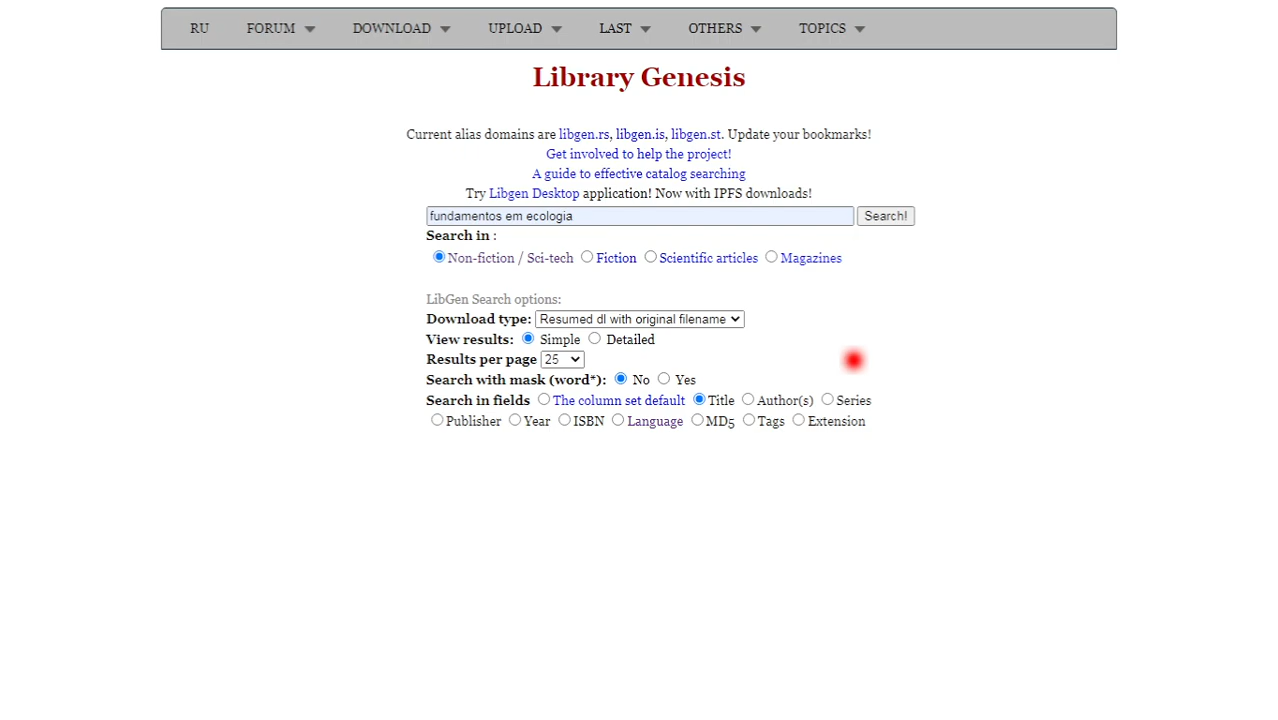 RU FORUM DOWNLOAD UPLOAD LAST OTHERS TOPICS
Library Genesis
Current alias domains are libgen.rs, libgen.is, libgen.st. Update your bookmarks!
Get involved to help the project!
A guide to effective catalog searching
Try Libgen Desktop application! Now with IPFS downloads!
fundamentos em ecologia Search!
Search in :
Non-fiction / Sci-tech Fiction Scientific articles Magazines
LibGen Search options:
Download type: Resumed dl with original filename
View results: Simple Detailed
Results per page 25
Search with mask (word*): No Yes
Search in fields The column set default Title Author(s) Series
Publisher Year ISBN Language MD5 Tags Extension